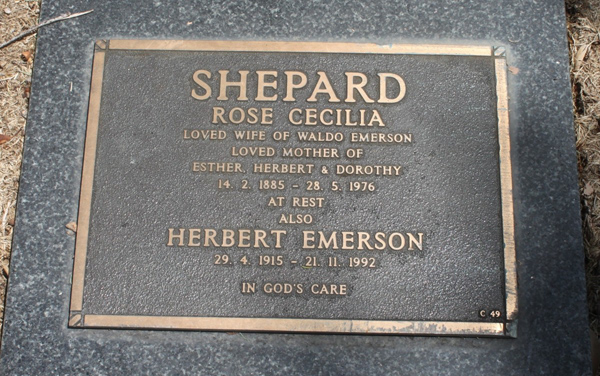 SHEPARD
ROSE CECILIA
LOVED WIFE OF WALDO EMERSON
LOVED MOTHER OF
ESTHER, HERBERT & DOROTHY
14. 2. 1885 – 28. 5. 1976
AT REST
ALSO
HERBERT EMERSON
29. 4. 1915 – 21. 11. 1992
IN GOD'S CARE
C 49